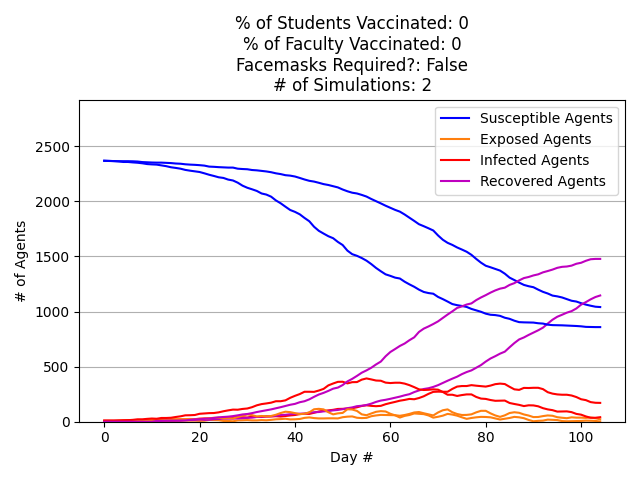 % of Students Vaccinated: 0
% of Faculty Vaccinated: 0
Facemasks Required?: False
# of Simulations: 2
Susceptible Agents
Exposed Agents
Infected Agents
Recovered Agents
# of Agents
2500
2000
1500
1000
500
0
0 20 40 60 80 100
Day #